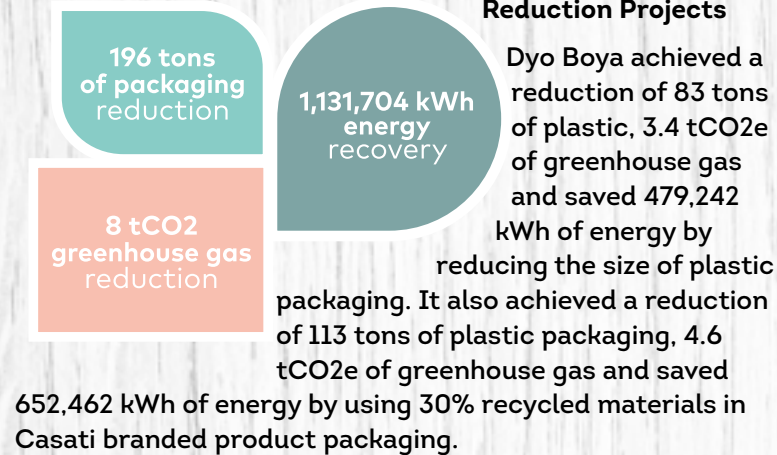 196 tons
of packaging
reduction
1,131,704 kWh
energy
recovery
8 tCO2
greenhouse gas
reduction
Reduction Projects
Dyo Boya achieved a
reduction of 83 tons
of plastic, 3.4 tCO2e
of greenhouse gas
and saved 479,242
kWh of energy by
reducing the size of plastic
packaging. It also achieved a reduction
of 113 tons of plastic packaging, 4.6
tCO2e of greenhouse gas and saved
652,462 kWh of energy by using 30% recycled materials in
Casati branded product packaging.